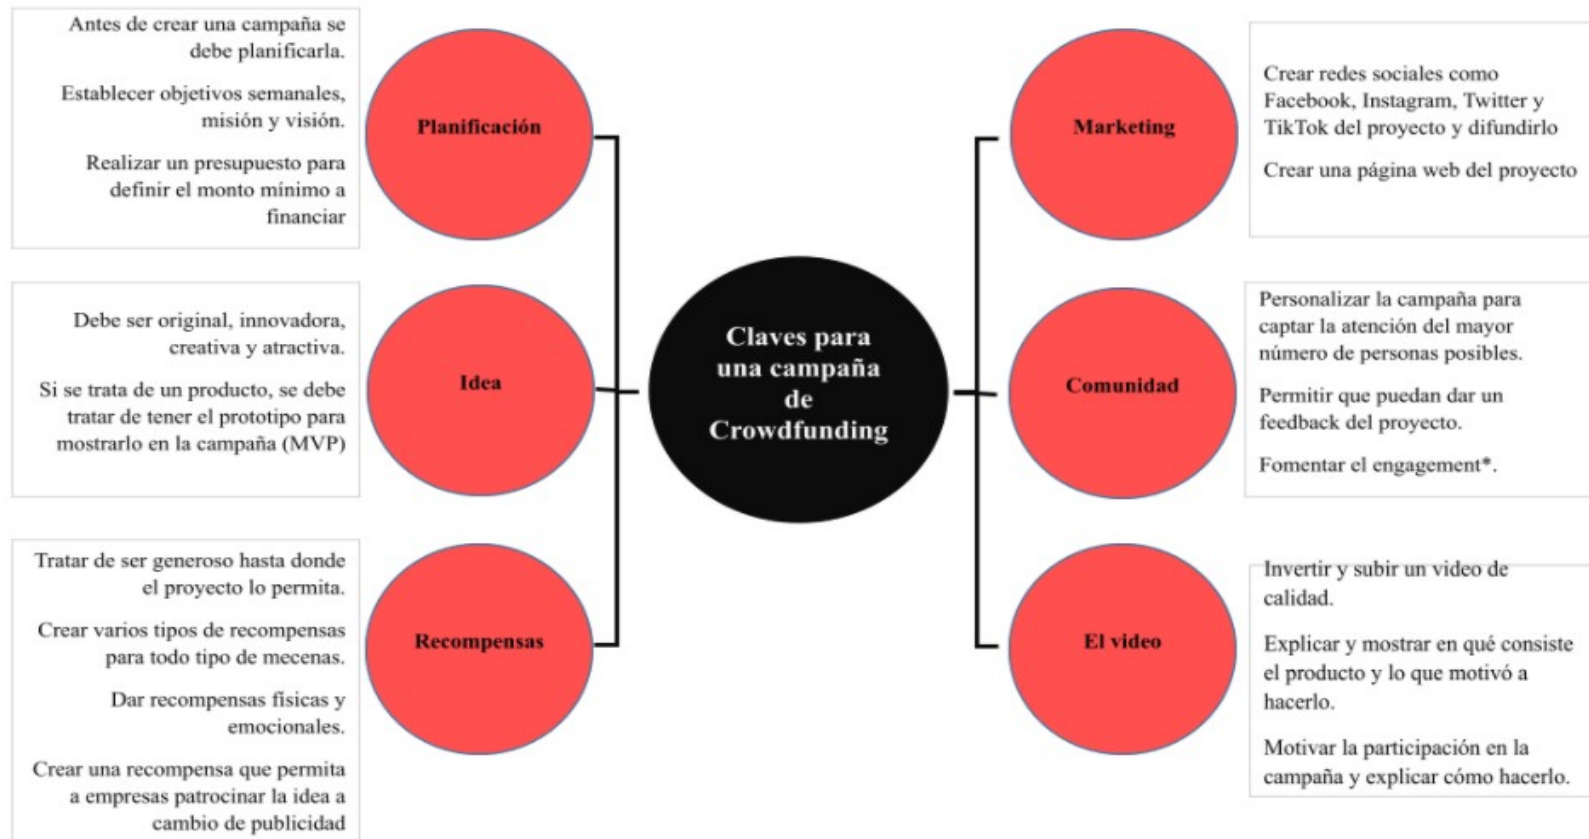 Antes de crear una campaña se
debe planificarla.
Establecer objetivos semanales,
misión y visión.
Realizar un presupuesto para
definir el monto mínimo a
financiar
Planificación
Debe ser original, innovadora,
creativa y atractiva.
Si se trata de un producto, se debe
tratar de tener el prototipo para
mostrarlo en la campaña (MVP)
Idea
Tratar de ser generoso hasta donde
el proyecto lo permita.
Crear varios tipos de recompensas
para todo tipo de mecenas.
Dar recompensas físicas y
emocionales.
Crear una recompensa que permita
a empresas patrocinar la idea a
cambio de publicidad
Recompensas
Claves para
una campaña
de
Crowdfunding
Marketing
Crear redes sociales como
Facebook, Instagram, Twitter y
TikTok del proyecto y difundirlo
Crear una página web del proyecto
Comunidad
Personalizar la campaña para
captar la atención del mayor
número de personas posibles.
Permitir que puedan dar un
feedback del proyecto.
Fomentar el engagement*.
El video
Invertir y subir un video de
calidad.
Explicar y mostrar en qué consiste
el producto y lo que motivó a
hacerlo.
Motivar la participación en la
campaña y explicar cómo hacerlo.